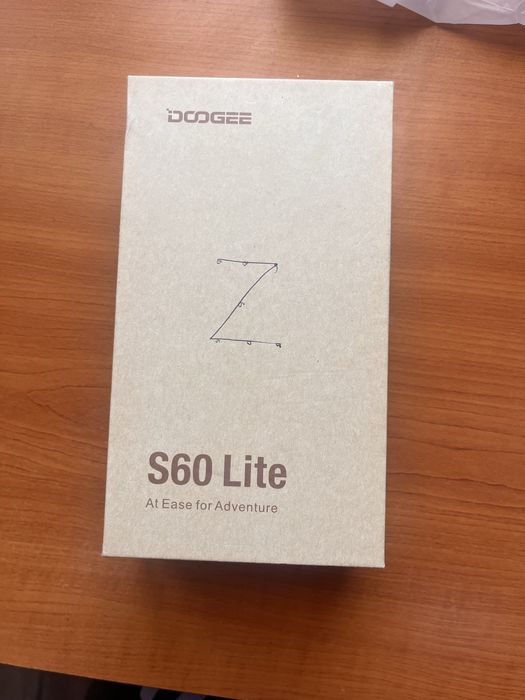 DOOGEE
S60 Lite
At Ease for Adventure